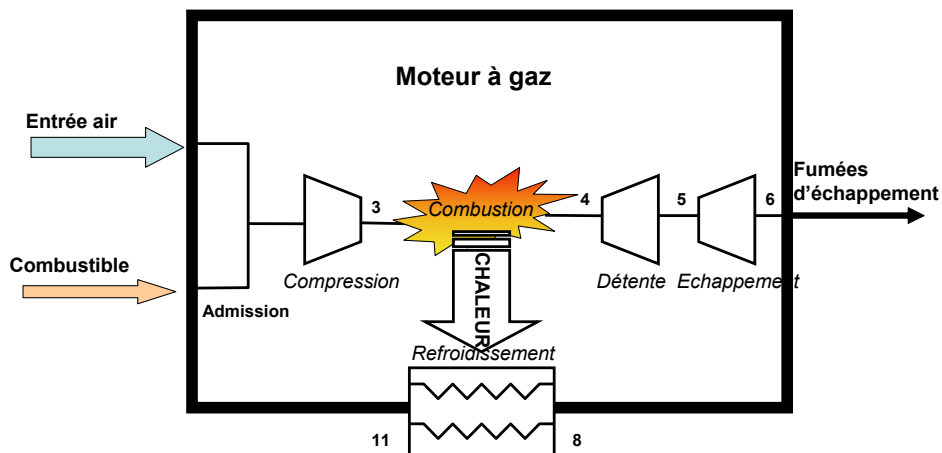 Moteur à gaz
Entrée air
Fumées
d'échappement
3
Combustion
4
5
6
Combustible
Compression
Détente
Echappement
Admission
CHALEUR
Refroidissement
11
8